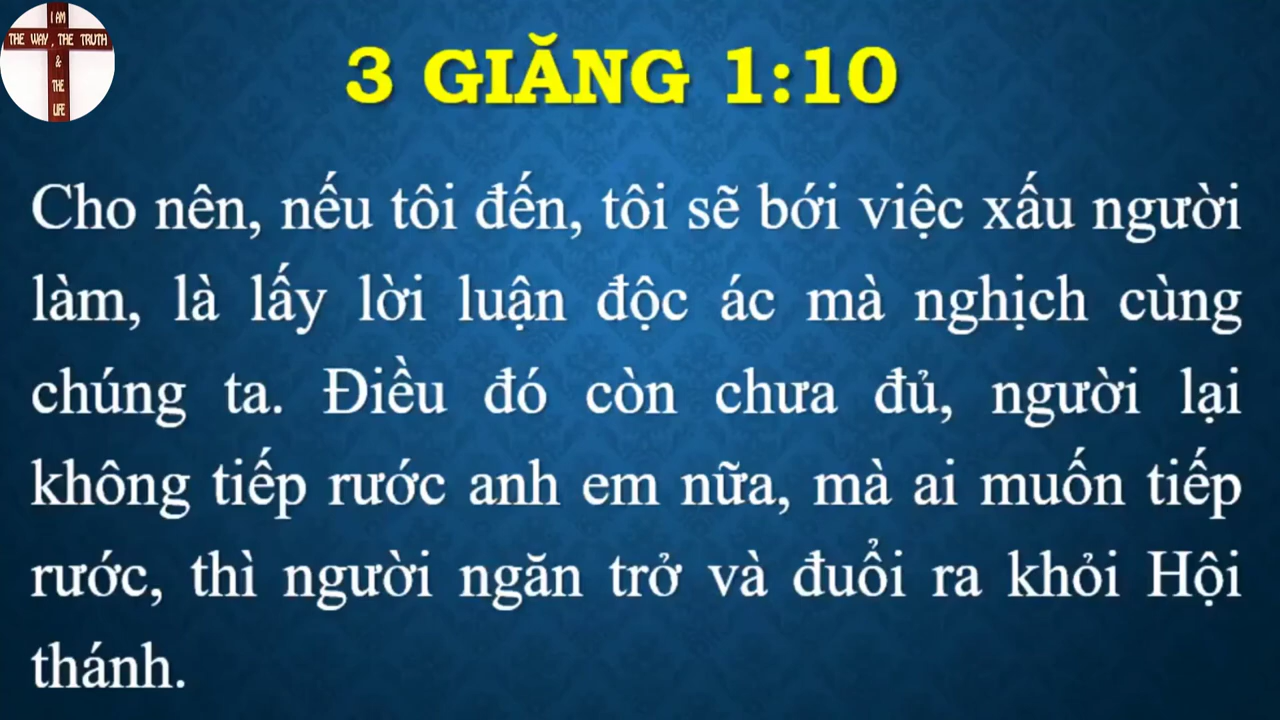 I AM
THE WAY, THE TRUTH
&
THE
LIFE
3 GIĂNG 1:10
Cho nên, nếu tôi đến, tôi sẽ bới việc xấu người
làm, là lấy lời luận độc ác mà nghịch cùng
chúng ta. Điều đó còn chưa đủ, người lại
không tiếp rước anh em nữa, mà ai muốn tiếp
rước, thì người ngăn trở và đuổi ra khỏi Hội
thánh.